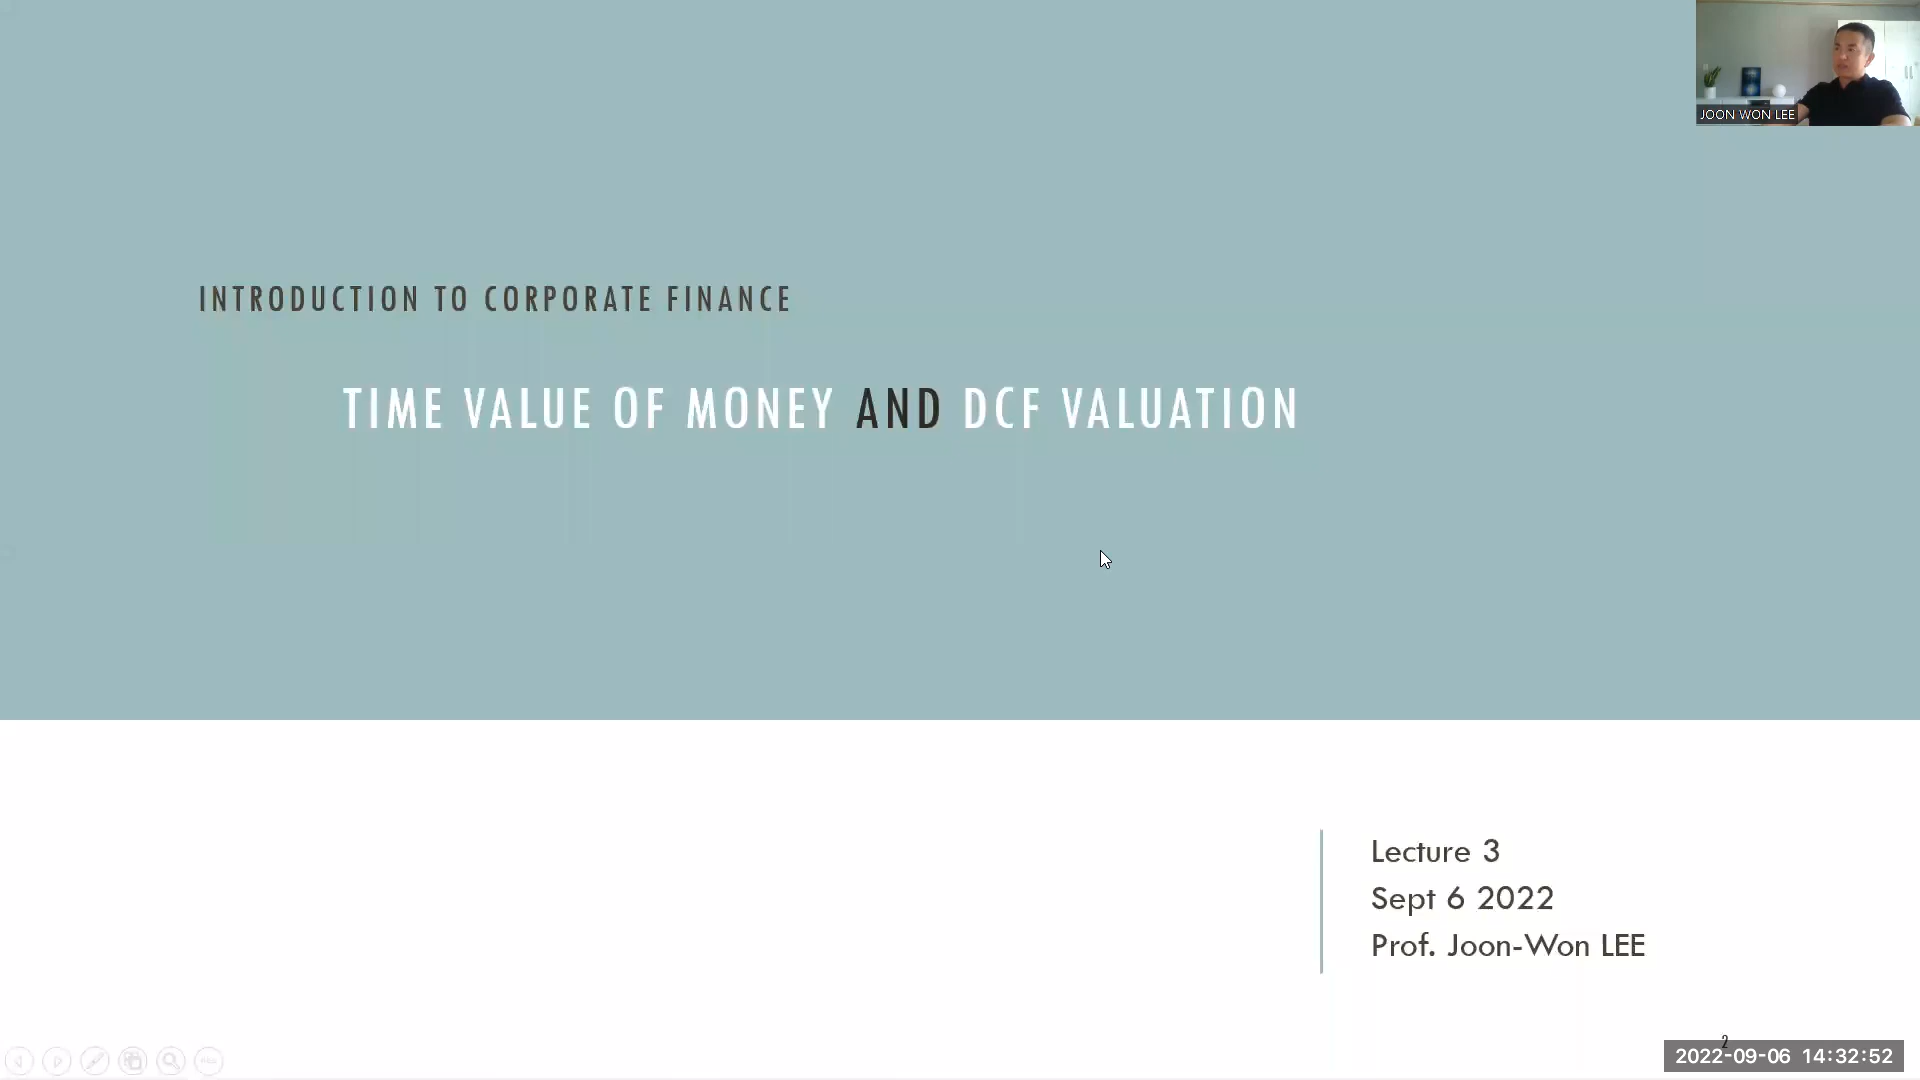 JOON WON LEE
INTRODUCTION TO CORPORATE FINANCE
TIME VALUE OF MONEY AND DCF VALUATION
Lecture 3
Sept 6 2022
Prof. Joon-Won LEE
2
2022-09-06 14:32:52